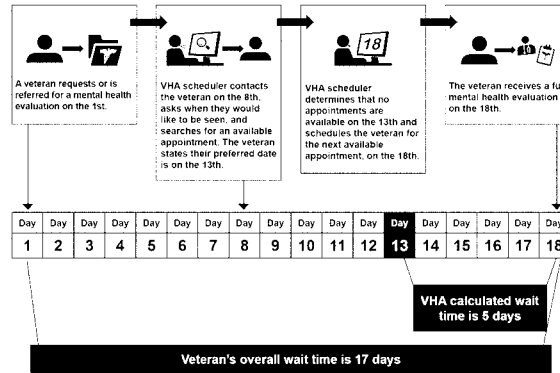 18
A veteran requests or is
referred for a mental health
evaluation on the 1st.
VHA scheduler contacts
the veteran on the 8th,
asks when they would
like to be seen, and
searches for an available
appointment. The veteran
states their preferred date
is on the 13th.
VHA scheduler
determines that no
appointments are
available on the 13th and
schedules the veteran for
the next available
appointment, on the 18th.
The veteran receives a fu
mental health evaluation
on the 18th.
Day Day Day Day Day Day Day Day Day Day Day Day Day Day Day Day Day Day
1 2 3 4 5 6 7 8 9 10 11 12 13 14 15 16 17 18
VHA calculated wait
time is 5 days
Veteran's overall wait time is 17 days